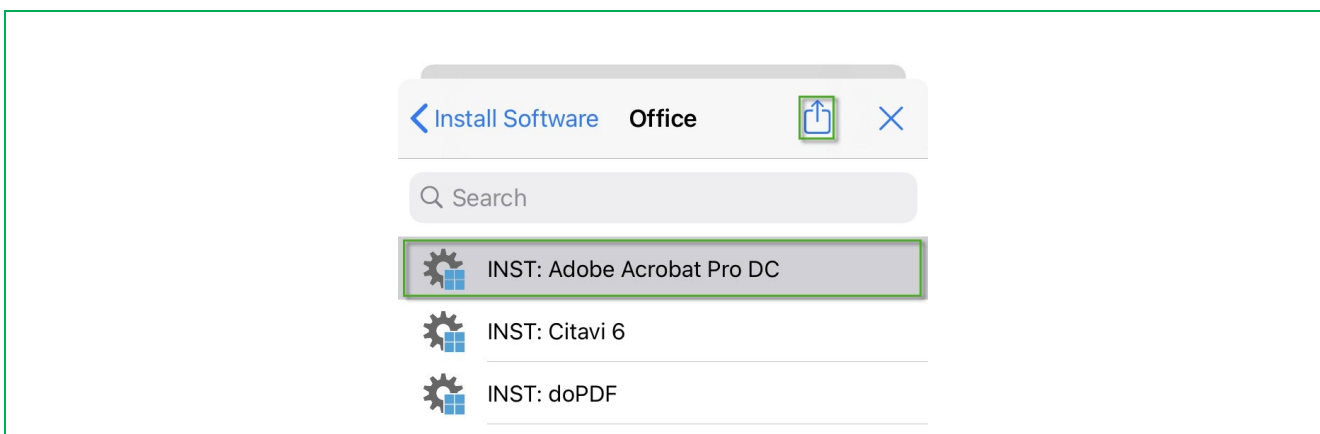 Install Software Office
Search
INST: Adobe Acrobat Pro DC
INST: Citavi 6
INST: doPDF